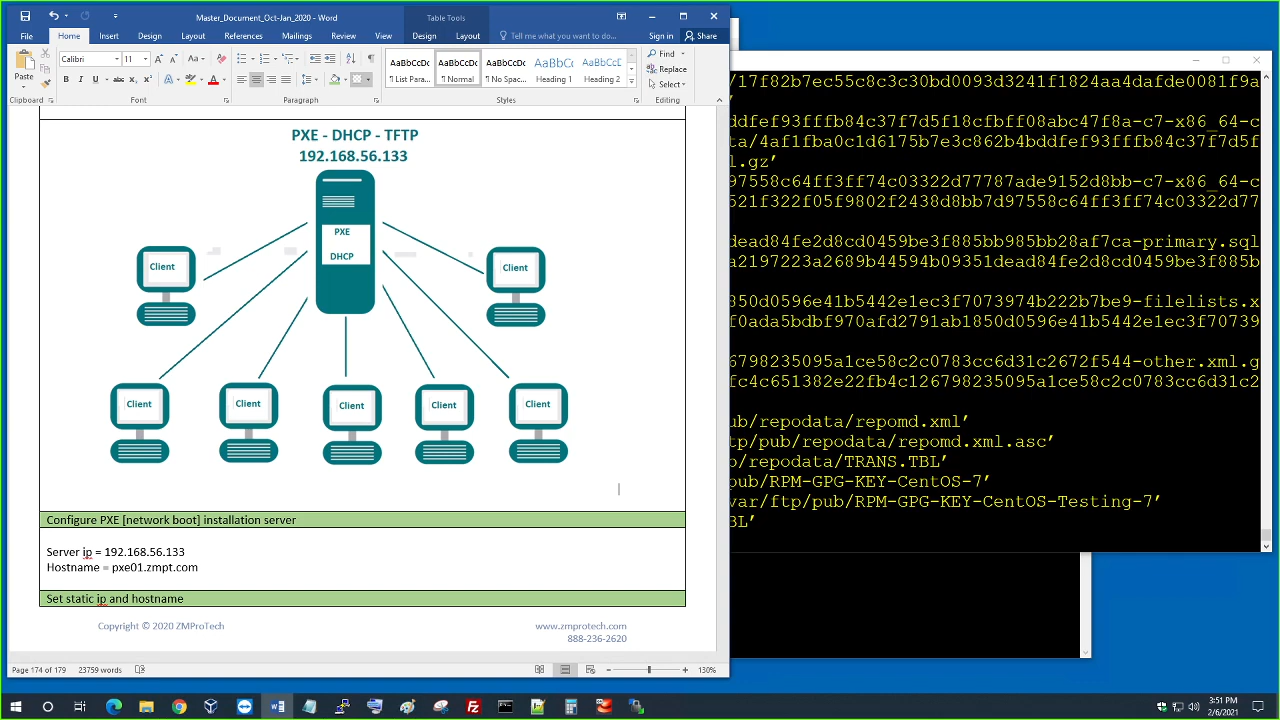 Master_Document_Oct-Jan_2020 - Word
Table Tools
File Home Insert Design Layout References Mailings Review View Design Layout Tell me what you want to do... Sign in Share
Paste
Calibri 11
AaBbCcDc AaBbCcDc AaBbCcDc AaBbCc AaBbCcDc
¶ List Para... ¶ Normal ¶ No Spac... Heading 1 Heading 2
Find
Replace
Select
Clipboard Font Paragraph Styles Editing
PXE - DHCP - TFTP
192.168.56.133
PXE
DHCP
Client
Client
Client
Client
Client
Client
Client
Configure PXE [network boot] installation server
Server ip = 192.168.56.133
Hostname = pxe01.zmpt.com
Set static ip and hostname
Copyright © 2020 ZMProTech
www.zmprotech.com
888-236-2620
Page 174 of 179 23759 words
130%
/17f82b7ec55c8c3c30bd0093d3241f1824aa4dafde0081f9a
ddfef93fffb84c37f7d5f18cfbff08abc47f8a-c7-x86_64-c
ta/4af1fba0c1d6175b7e3c862b4bddfef93fffb84c37f7d5f
l.gz’
97558c64ff3ff74c03322d77787ade9152d8bb-c7-x86_64-c
521f322f05f9802f2438d8bb7d97558c64ff3ff74c03322d77
dead84fe2d8cd0459be3f885bb985bb28af7ca-primary.sql
a2197223a2689b44594b09351dead84fe2d8cd0459be3f885b
850d0596e41b5442e1ec3f7073974b222b7be9-filelists.x
f0ada5bdbf970afd2791ab1850d0596e41b5442e1ec3f70739
6798235095a1ce58c2c0783cc6d31c2672f544-other.xml.g
fc4c651382e22fb4c126798235095a1ce58c2c0783cc6d31c2
ub/repodata/repomd.xml’
tp/pub/repodata/repomd.xml.asc’
b/repodata/TRANS.TBL’
pub/RPM-GPG-KEY-CentOS-7’
var/ftp/pub/RPM-GPG-KEY-CentOS-Testing-7’
BL’
3:51 PM
2/6/2021